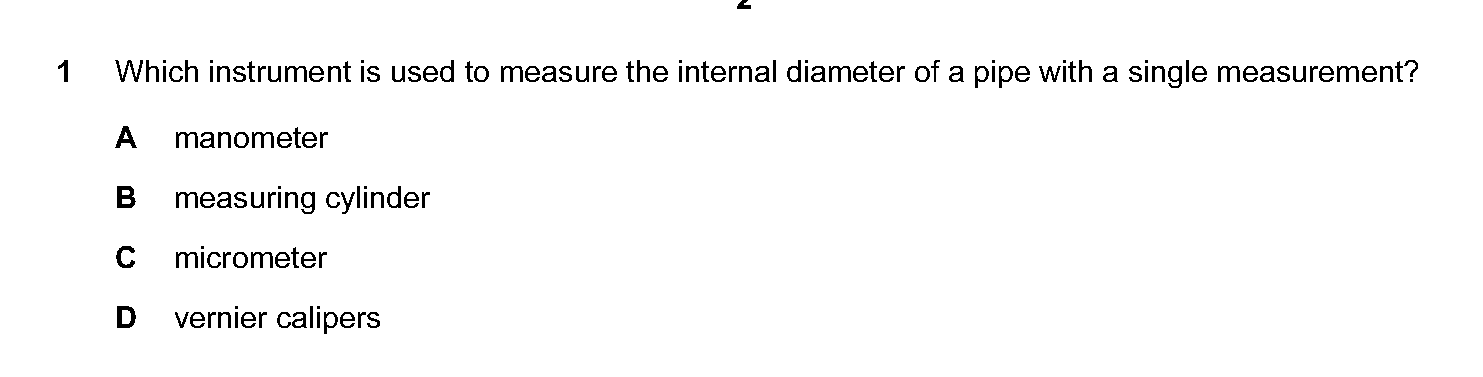 2
1 Which instrument is used to measure the internal diameter of a pipe with a single measurement?
A manometer
B measuring cylinder
C micrometer
D vernier calipers